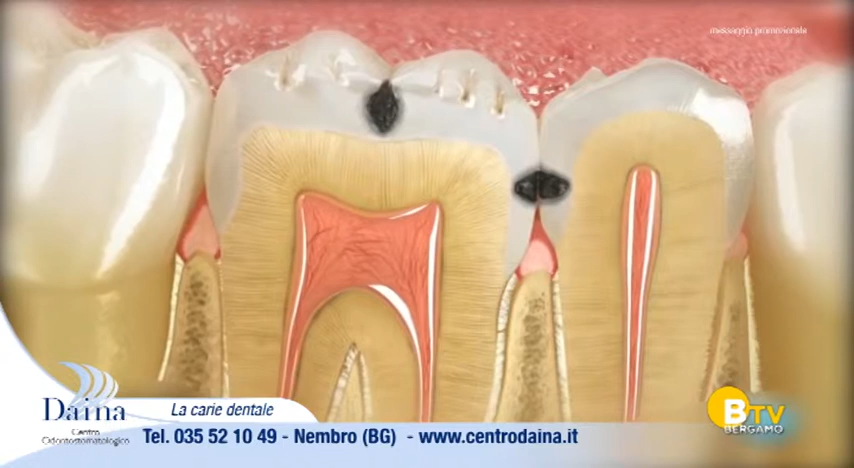 messaggio promozionale
La carie dentale
Daina
Centro
Odontostomatologico
Tel. 035 52 10 49 - Nembro (BG) - www.centrodaina.it
BTV
BERGAMO